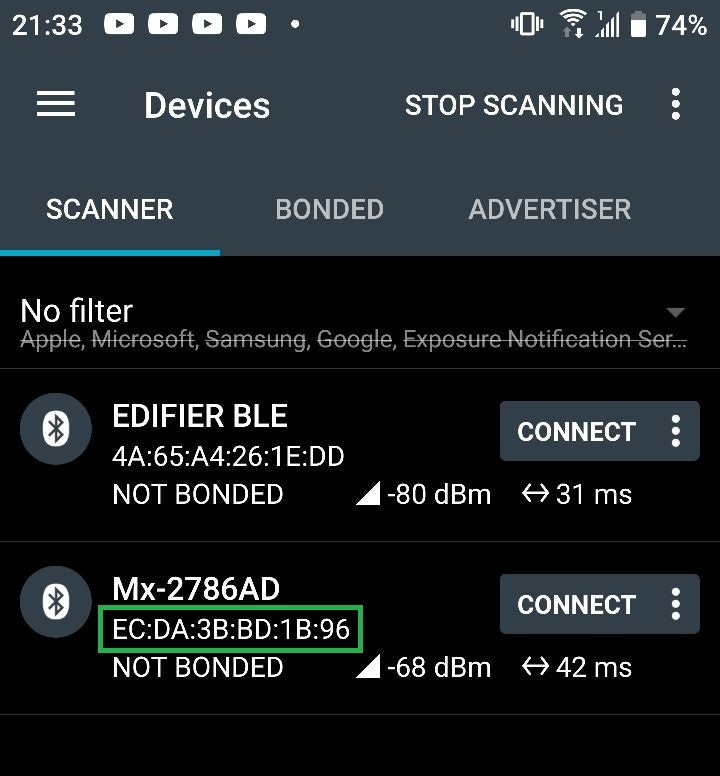 21:33 74%
Devices STOP SCANNING
SCANNER BONDED ADVERTISER
No filter
Apple, Microsoft, Samsung, Google, Exposure Notification Ser...
EDIFIER BLE
4A:65:A4:26:1E:DD
CONNECT
NOT BONDED -80 dBm 31 ms
Mx-2786AD
EC:DA:3B:BD:1B:96
CONNECT
NOT BONDED -68 dBm 42 ms